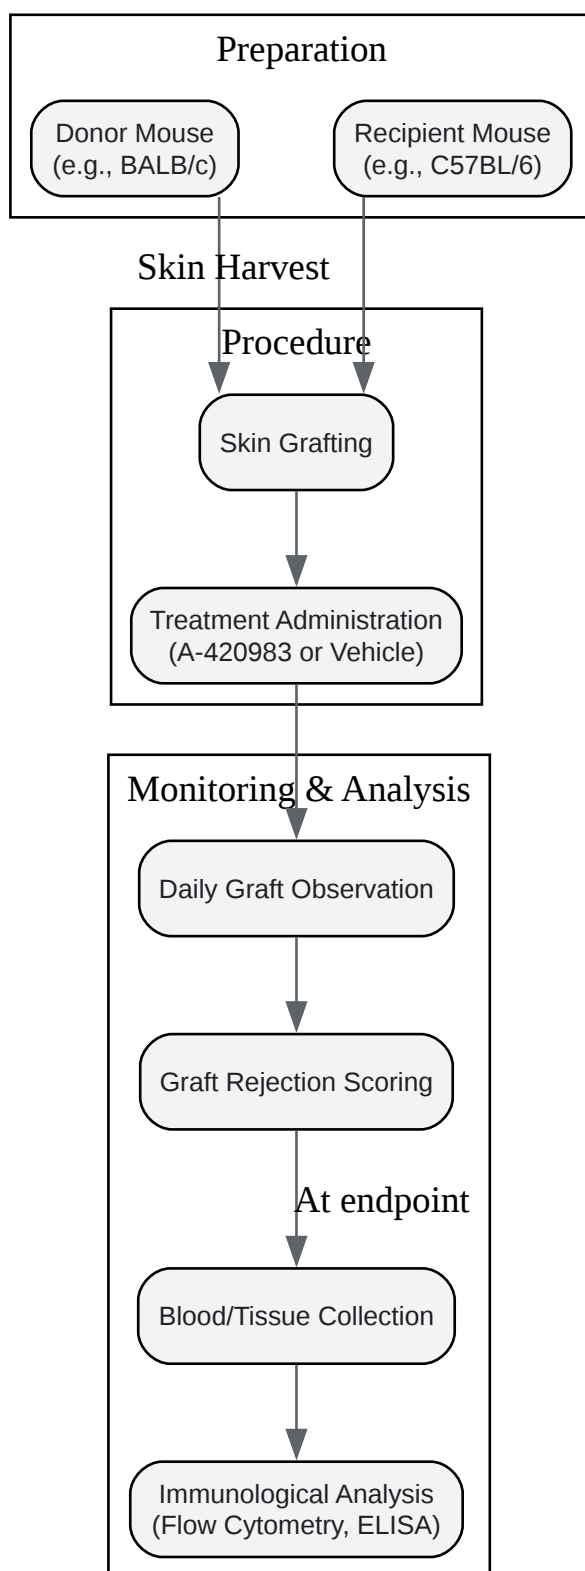 Preparation
Donor Mouse
(e.g., BALB/c)
Recipient Mouse
(e.g., C57BL/6)
Skin Harvest
Procedure
Skin Grafting
Treatment Administration
(A-420983 or Vehicle)
Monitoring & Analysis
Daily Graft Observation
Graft Rejection Scoring
At endpoint
Blood/Tissue Collection
Immunological Analysis
(Flow Cytometry, ELISA)